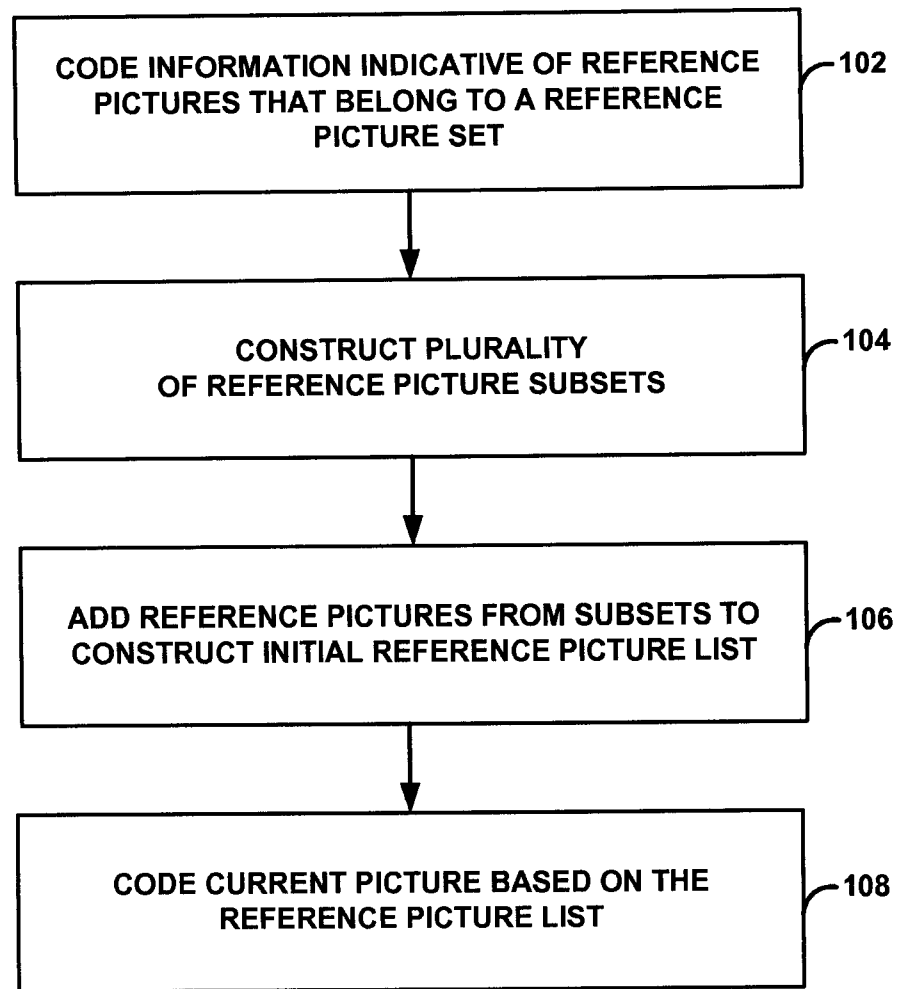 CODE INFORMATION INDICATIVE OF REFERENCE
PICTURES THAT BELONG TO A REFERENCE
PICTURE SET
102
CONSTRUCT PLURALITY
OF REFERENCE PICTURE SUBSETS
104
ADD REFERENCE PICTURES FROM SUBSETS TO
CONSTRUCT INITIAL REFERENCE PICTURE LIST
106
CODE CURRENT PICTURE BASED ON THE
REFERENCE PICTURE LIST
108